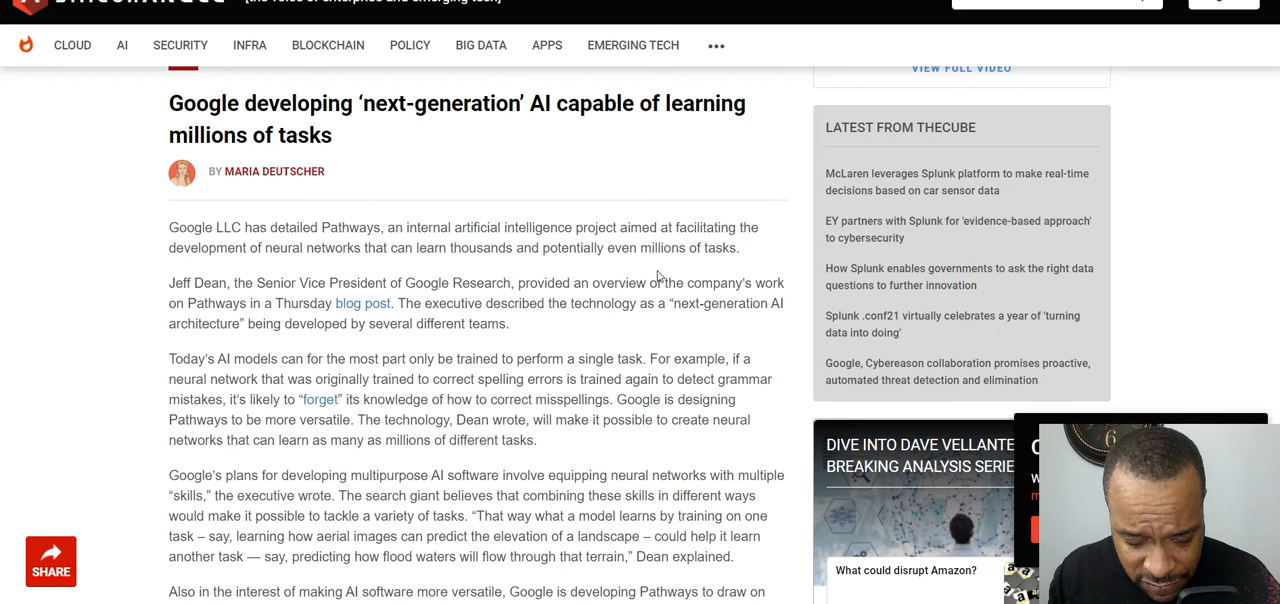 CLOUD
AI
SECURITY
INFRA
BLOCKCHAIN
POLICY
BIG DATA
APPS
EMERGING TECH
Google developing ‘next-generation’ AI capable of learning
millions of tasks
BY MARIA DEUTSCHER
Google LLC has detailed Pathways, an internal artificial intelligence project aimed at facilitating the
development of neural networks that can learn thousands and potentially even millions of tasks.
Jeff Dean, the Senior Vice President of Google Research, provided an overview of the company’s work
on Pathways in a Thursday blog post. The executive described the technology as a “next-generation AI
architecture” being developed by several different teams.
Today’s AI models can for the most part only be trained to perform a single task. For example, if a
neural network that was originally trained to correct spelling errors is trained again to detect grammar
mistakes, it’s likely to “forget” its knowledge of how to correct misspellings. Google is designing
Pathways to be more versatile. The technology, Dean wrote, will make it possible to create neural
networks that can learn as many as millions of different tasks.
Google’s plans for developing multipurpose AI software involve equipping neural networks with multiple
“skills,” the executive wrote. The search giant believes that combining these skills in different ways
would make it possible to tackle a variety of tasks. “That way what a model learns by training on one
task – say, learning how aerial images can predict the elevation of a landscape – could help it learn
another task — say, predicting how flood waters will flow through that terrain,” Dean explained.
Also in the interest of making AI software more versatile, Google is developing Pathways to draw on
SHARE
VIEW FULL VIDEO
LATEST FROM THECUBE
McLaren leverages Splunk platform to make real-time
decisions based on car sensor data
EY partners with Splunk for 'evidence-based approach'
to cybersecurity
How Splunk enables governments to ask the right data
questions to further innovation
Splunk .conf21 virtually celebrates a year of 'turning
data into doing'
Google, Cybereason collaboration promises proactive,
automated threat detection and elimination
DIVE INTO DAVE VELLANTE
BREAKING ANALYSIS SERIE
What could disrupt Amazon?
6